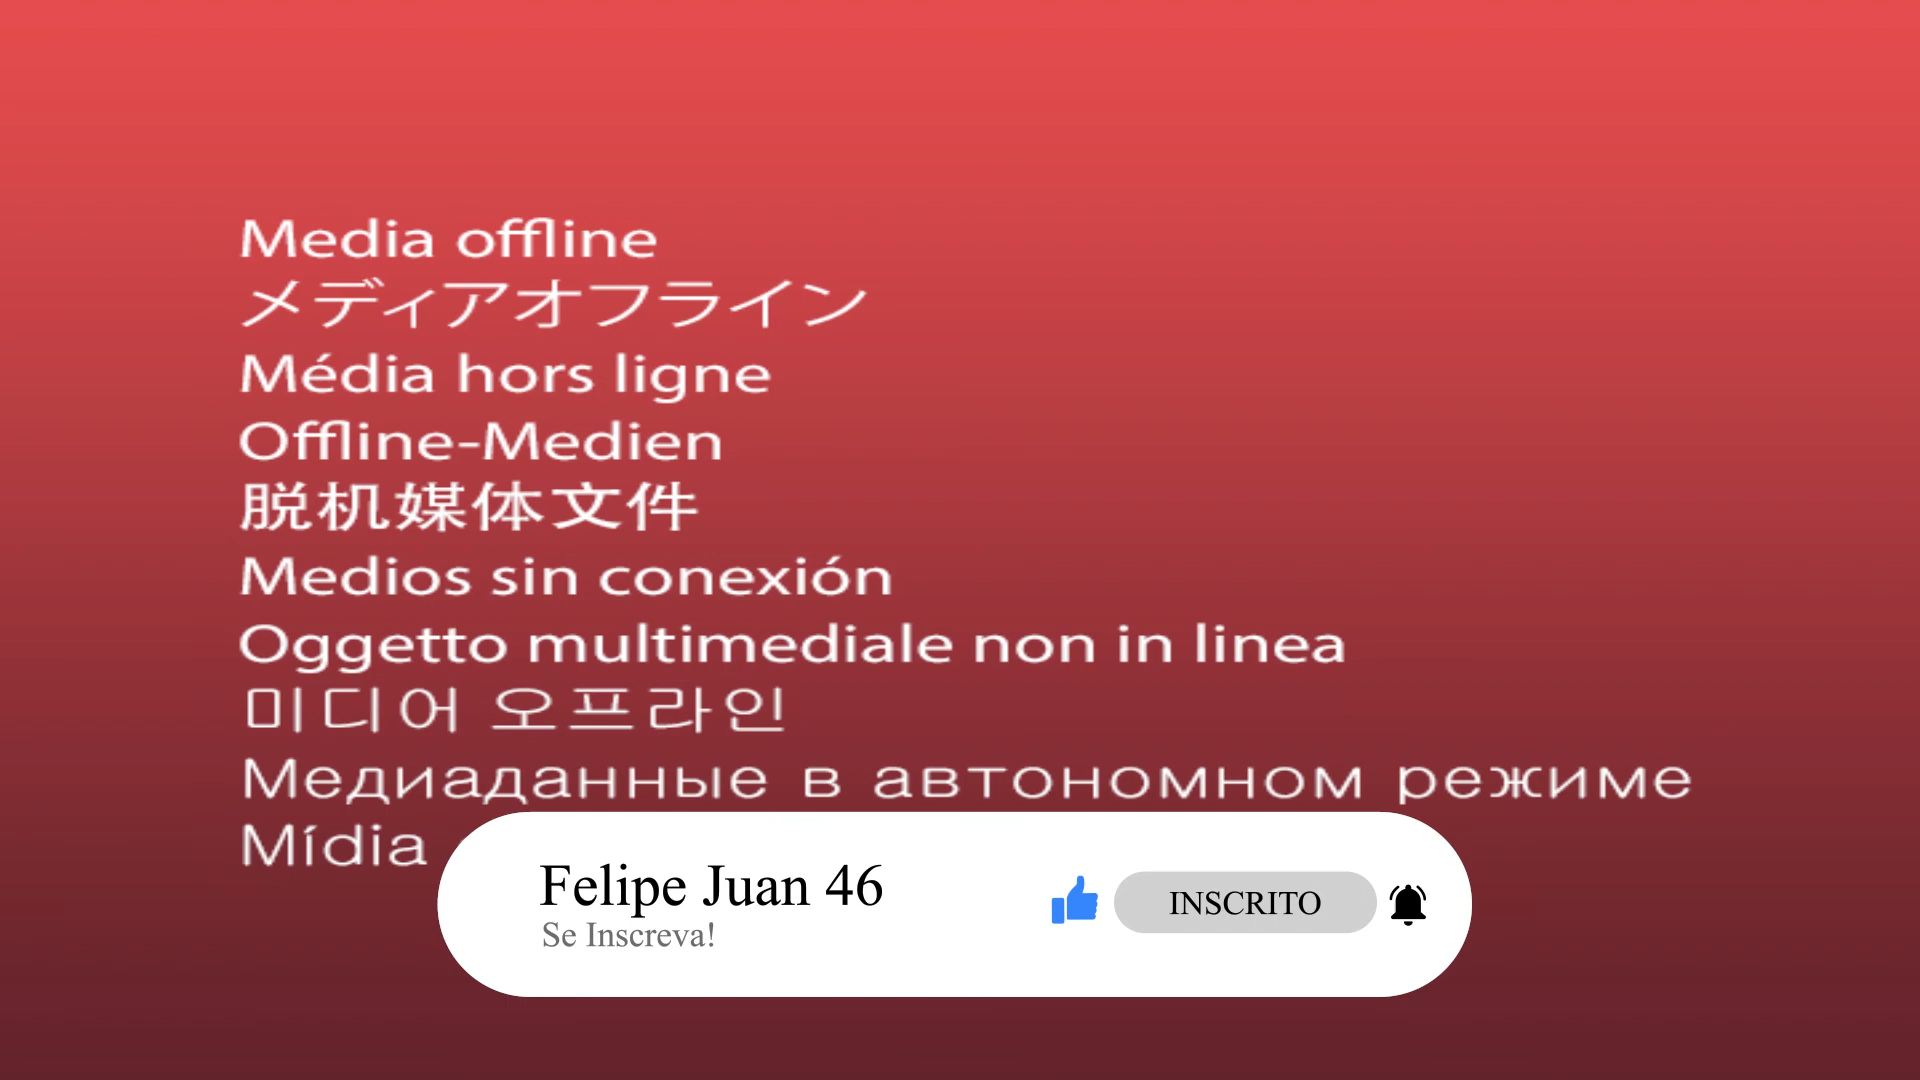 Media offline
メディアオフライン
Média hors ligne
Offline-Medien
脱机媒体文件
Medios sin conexión
Oggetto multimediale non in linea
미디어 오프라인
Медиаданные в автономном режиме
Mídia
Felipe Juan 46
Se Inscreva!
INSCRITO